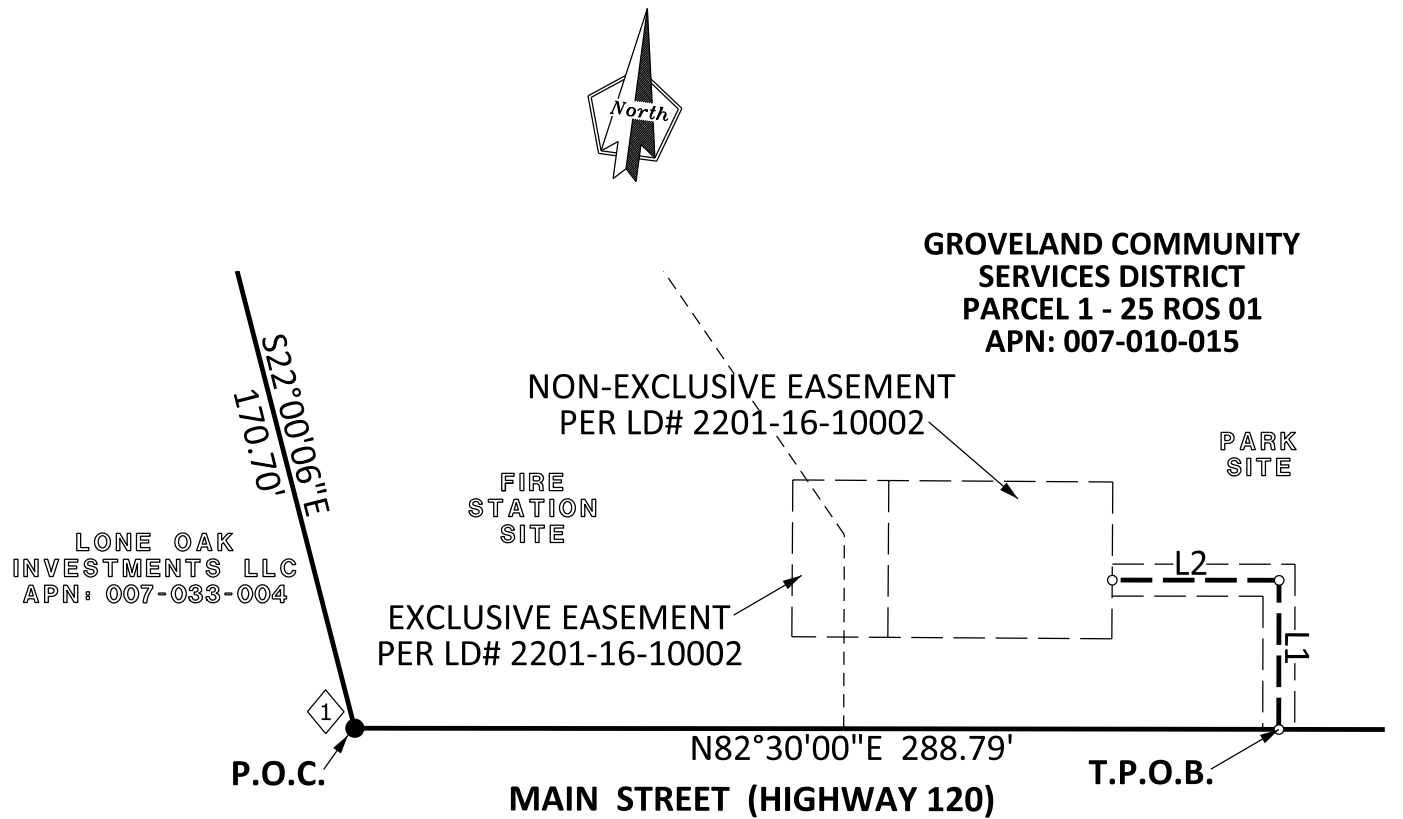 North
GROVELAND COMMUNITY
SERVICES DISTRICT
PARCEL 1 - 25 ROS 01
APN: 007-010-015
S22°00'06"E
170.70'
NON-EXCLUSIVE EASEMENT
PER LD# 2201-16-10002
PARK
SITE
FIRE
STATION
SITE
LONE OAK
INVESTMENTS LLC
APN: 007-033-004
L2
EXCLUSIVE EASEMENT
PER LD# 2201-16-10002
L1
1
N82°30'00"E 288.79'
P.O.C.
T.P.O.B.
MAIN STREET (HIGHWAY 120)